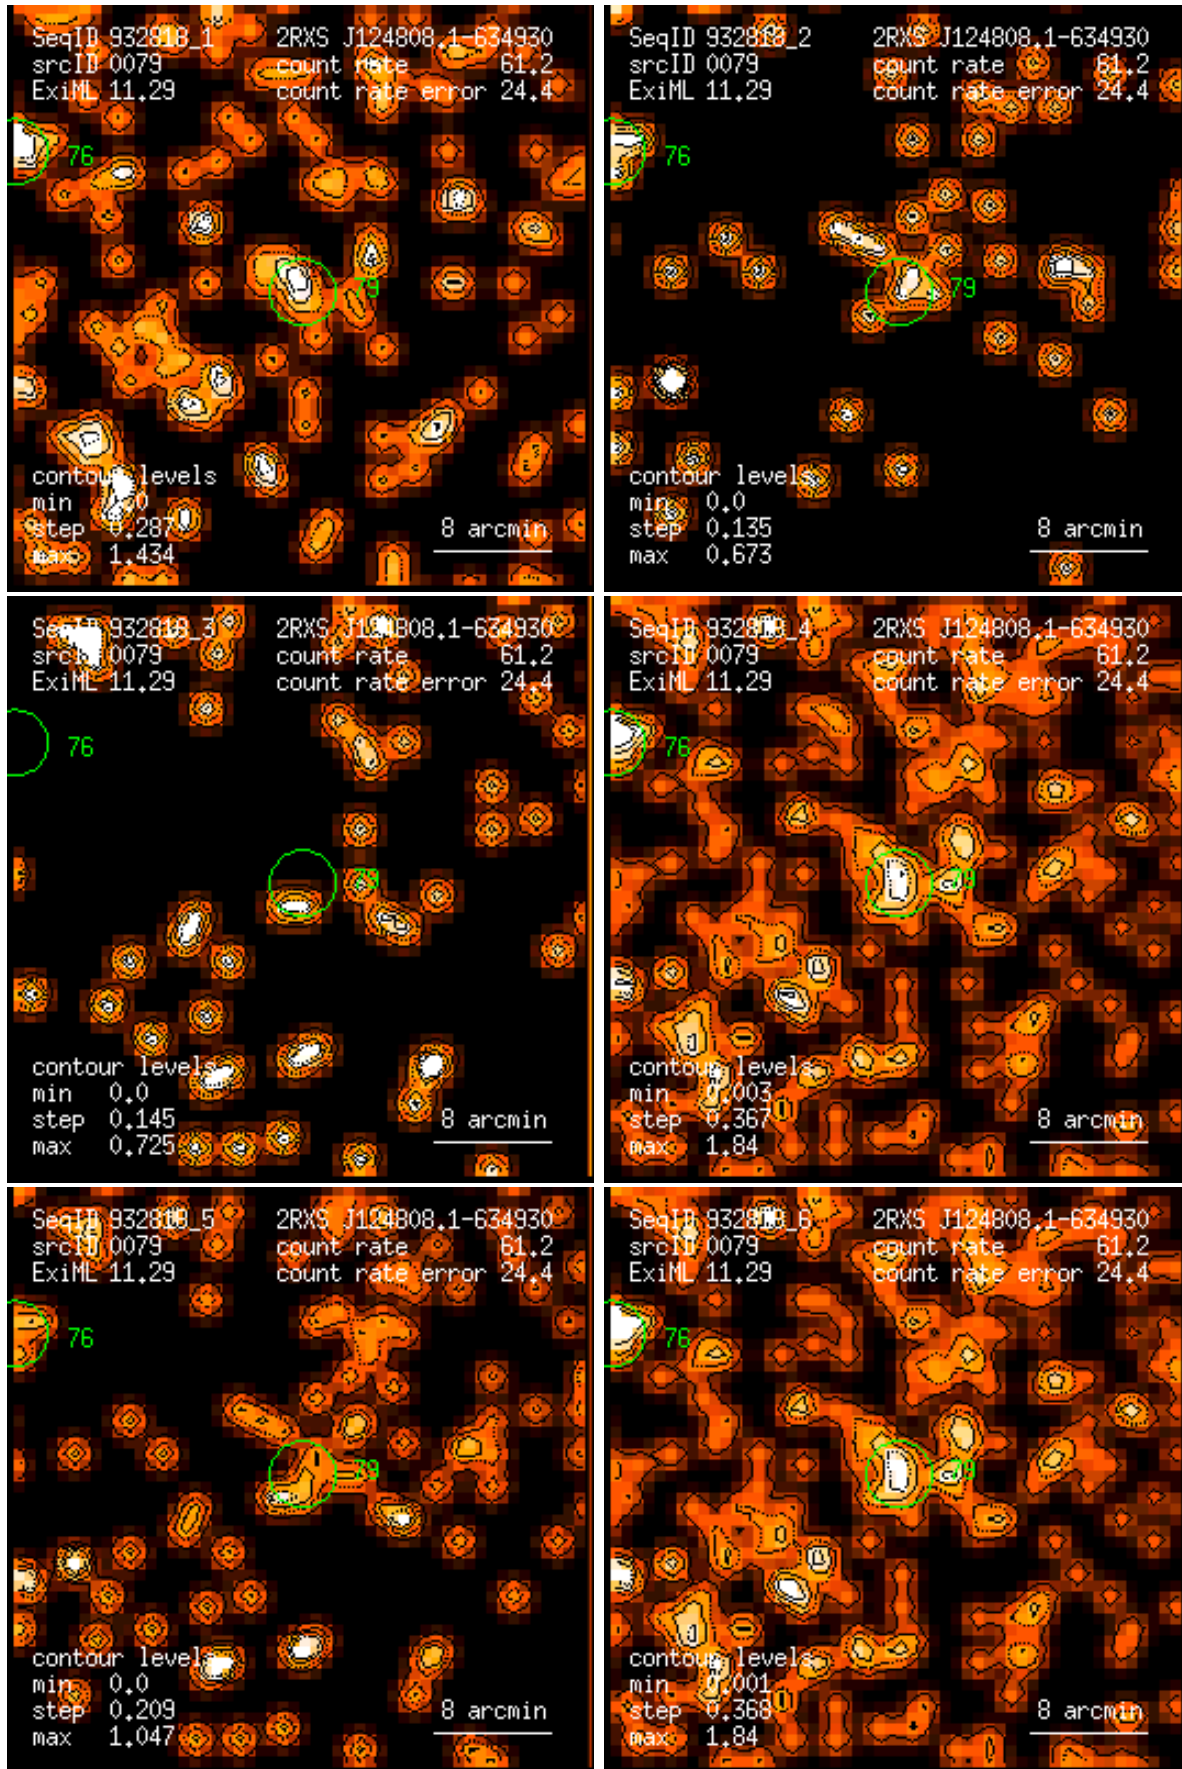 SeqID 932818_1 2RXS J124808.1-634930
srcID 0079 count rate 61.2
ExiML 11.29 count rate error 24.4
76
79
contour levels
min 0.0
step 0.287 8 arcmin
max 1.434
SeqID 932818_2 2RXS J124808.1-634930
srcID 0079 count rate 61.2
ExiML 11.29 count rate error 24.4
76
79
contour levels
min 0.0
step 0.135 8 arcmin
max 0.673
SeqID 932818_3 2RXS J124808.1-634930
srcID 0079 count rate 61.2
ExiML 11.29 count rate error 24.4
76
79
contour levels
min 0.0
step 0.145 8 arcmin
max 0.725
SeqID 932818_4 2RXS J124808.1-634930
srcID 0079 count rate 61.2
ExiML 11.29 count rate error 24.4
76
79
contour levels
min 0.003
step 0.367 8 arcmin
max 1.84
SeqID 932818_5 2RXS J124808.1-634930
srcID 0079 count rate 61.2
ExiML 11.29 count rate error 24.4
76
79
contour levels
min 0.0
step 0.209 8 arcmin
max 1.047
SeqID 932818_6 2RXS J124808.1-634930
srcID 0079 count rate 61.2
ExiML 11.29 count rate error 24.4
76
79
contour levels
min 0.001
step 0.368 8 arcmin
max 1.84